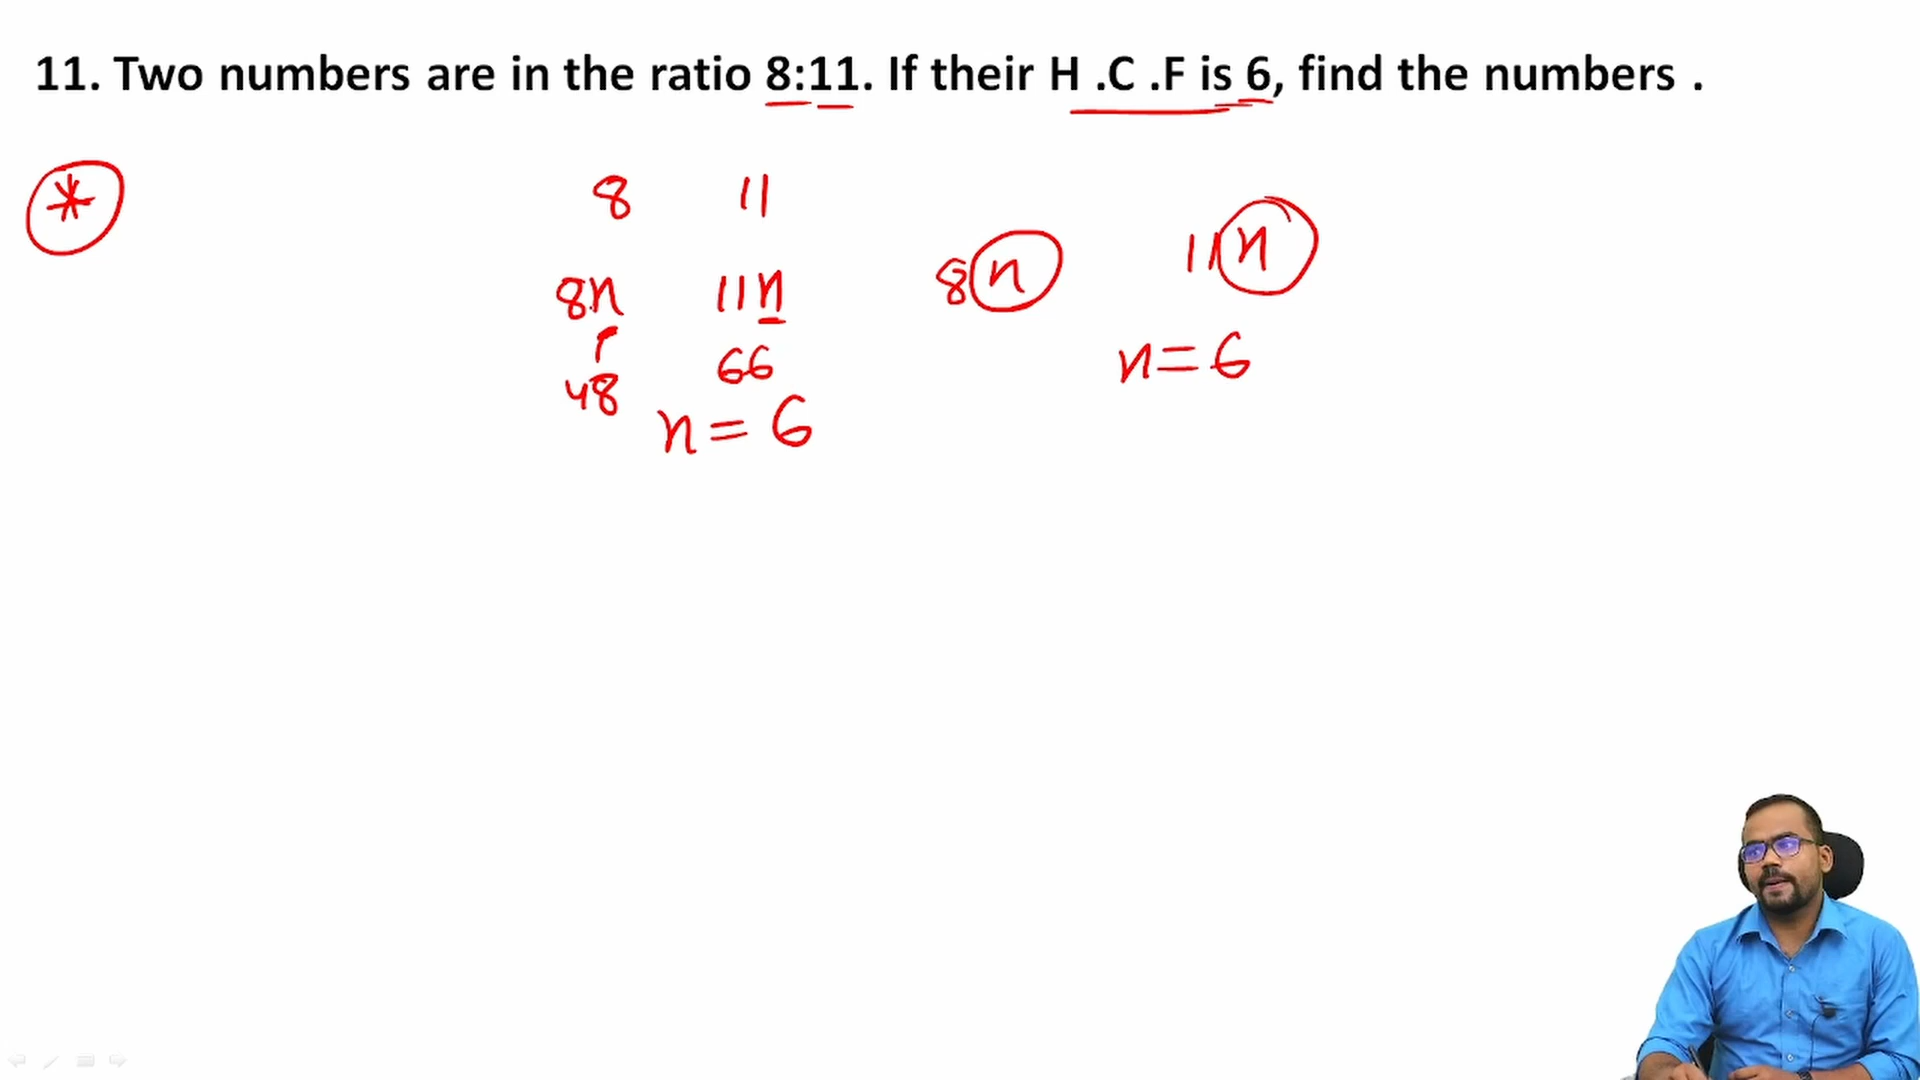 11. Two numbers are in the ratio 8:11. If their H .C .F is 6, find the numbers .
* 8 11
8n 11n 8n 11n
48 66 n = 6
n = 6